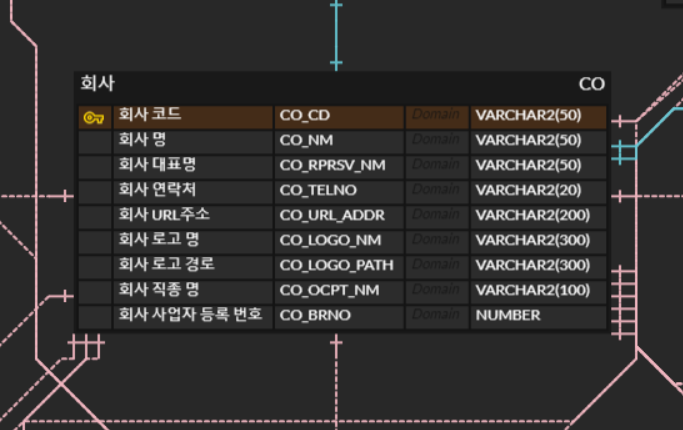 회사 CO
회사 코드 CO_CD Domain VARCHAR2(50)
회사 명 CO_NM Domain VARCHAR2(50)
회사 대표명 CO_RPRSV_NM Domain VARCHAR2(50)
회사 연락처 CO_TELNO Domain VARCHAR2(20)
회사 URL주소 CO_URL_ADDR Domain VARCHAR2(200)
회사 로고 명 CO_LOGO_NM Domain VARCHAR2(300)
회사 로고 경로 CO_LOGO_PATH Domain VARCHAR2(300)
회사 직종 명 CO_OCPT_NM Domain VARCHAR2(100)
회사 사업자 등록 번호 CO_BRNO Domain NUMBER